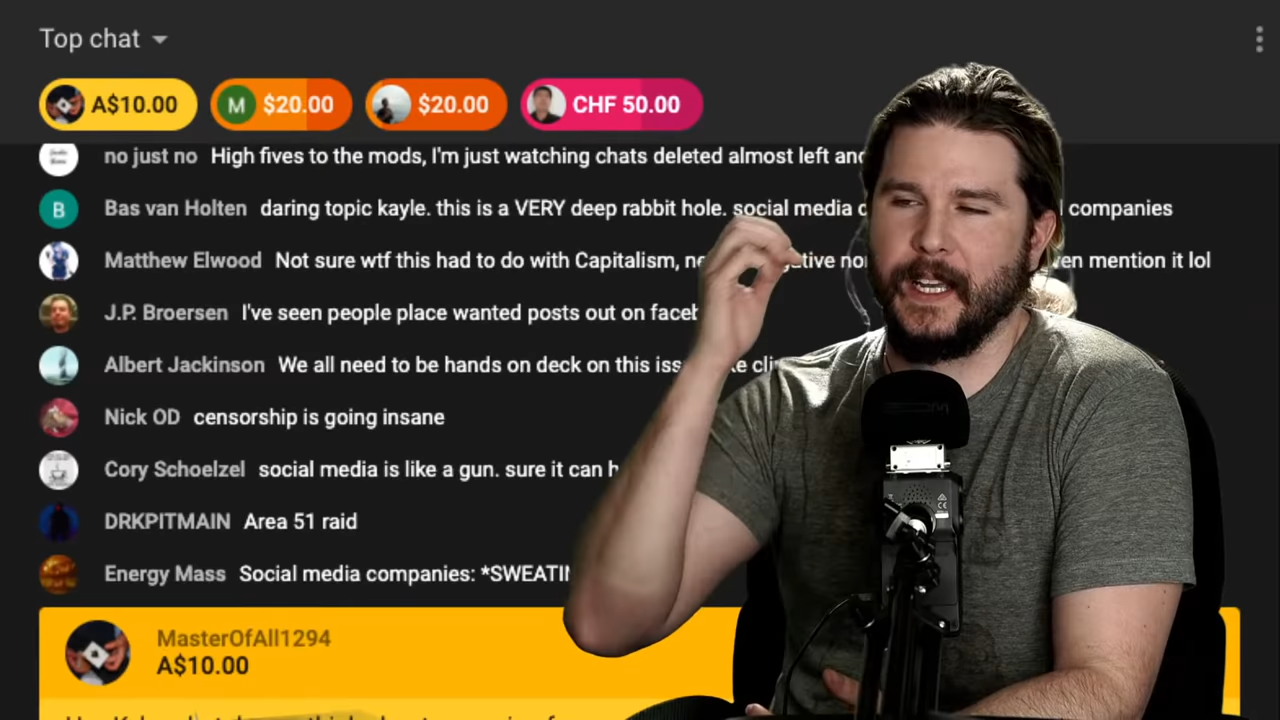 Top chat
A$10.00
M $20.00
$20.00
CHF 50.00
no just no High fives to the mods, I'm just watching chats deleted almost left and
B Bas van Holten daring topic kayle. this is a VERY deep rabbit hole. social media companies
Matthew Elwood Not sure wtf this had to do with Capitalism, mention it lol
J.P. Broersen I've seen people place wanted posts out on
Albert Jackinson We all need to be hands on deck on this
Nick OD censorship is going insane
Cory Schoelzel social media is like a gun. sure it can
DRKPITMAIN Area 51 raid
Energy Mass Social media companies:
MasterOfAll1294
A$10.00